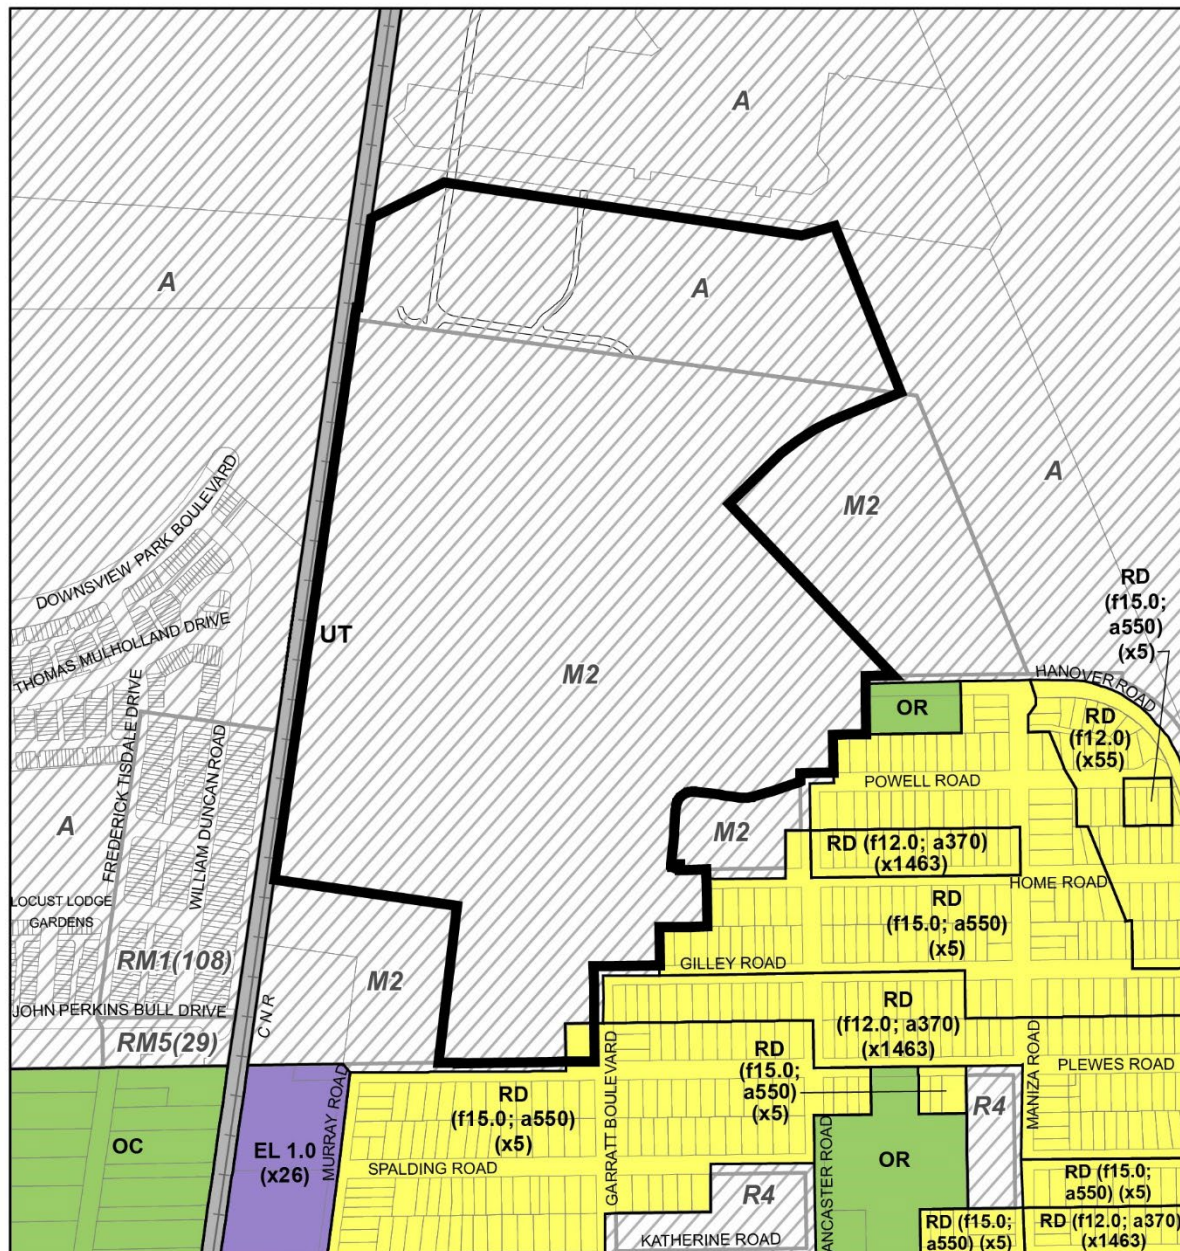 A
A
A
A
M2
RD
(f15.0;
a550)
(x5)
DOWNSVIEW PARK BOULEVARD
THOMAS MULHOLLAND DRIVE
UT
M2
HANOVER ROAD
FREDERICK TISDALE DRIVE
WILLIAM DUNCAN ROAD
OR
RD
(f12.0)
(x55)
POWELL ROAD
A
M2
RD (f12.0; a370)
(x1463)
HOME ROAD
LOCUST LODGE
GARDENS
RD
(f15.0; a550)
(x5)
RM1(108)
M2
GILLEY ROAD
JOHN PERKINS BULL DRIVE
CNR
RM5(29)
RD
(f12.0; a370)
(x1463)
RD
(f15.0;
a550)
(x5)
GARRATT BOULEVARD
MANIZA ROAD
PLEWES ROAD
R4
MURRAY ROAD
RD
(f15.0; a550)
(x5)
OC
EL 1.0
(x26)
SPALDING ROAD
ANCASTER ROAD
OR
R4
RD (f15.0;
a550) (x5)
KATHERINE ROAD
RD (f15.0;
a550) (x5)
RD (f12.0; a370)
(x1463)